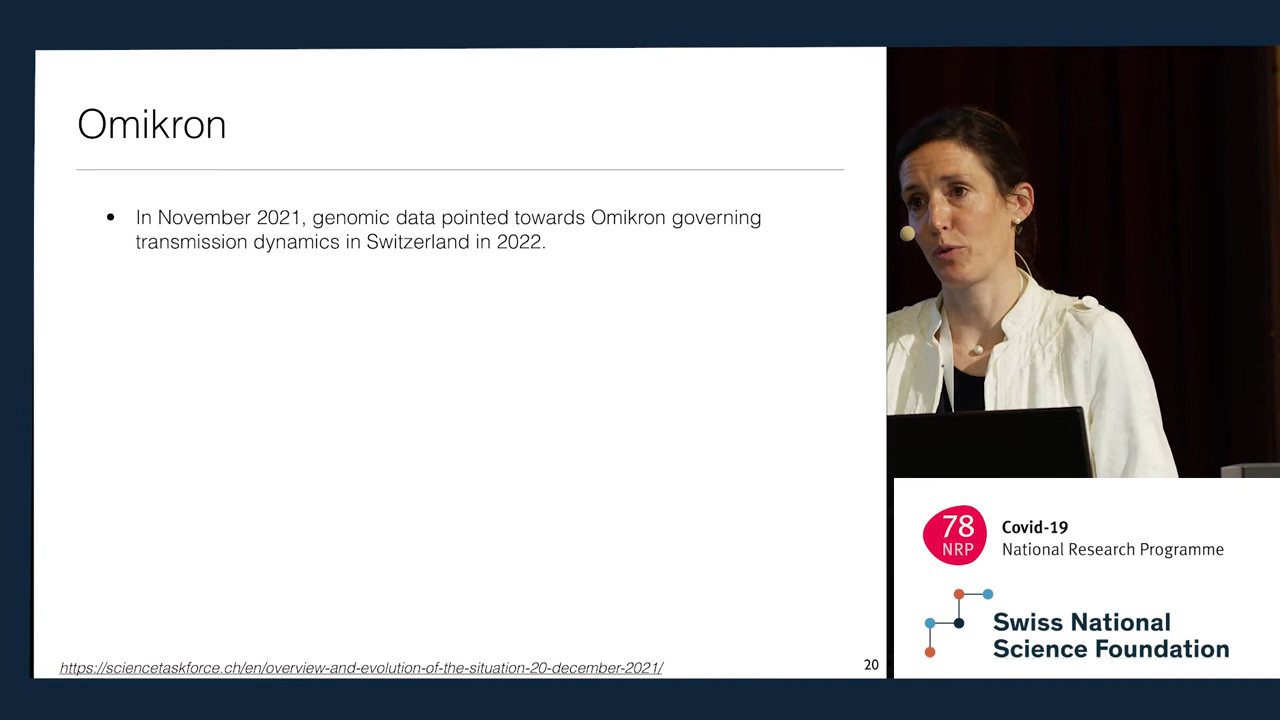 Omikron
• In November 2021, genomic data pointed towards Omikron governing
transmission dynamics in Switzerland in 2022.
https://sciencetaskforce.ch/en/overview-and-evolution-of-the-situation-20-december-2021/
20
78
NRP
Covid-19
National Research Programme
Swiss National
Science Foundation